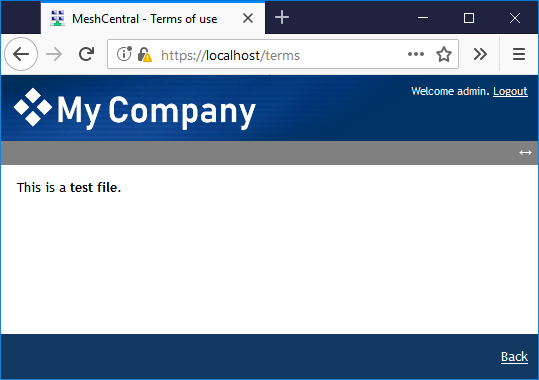 MeshCentral - Terms of use
https://localhost/terms
My Company
Welcome admin. Logout
This is a test file.
Back